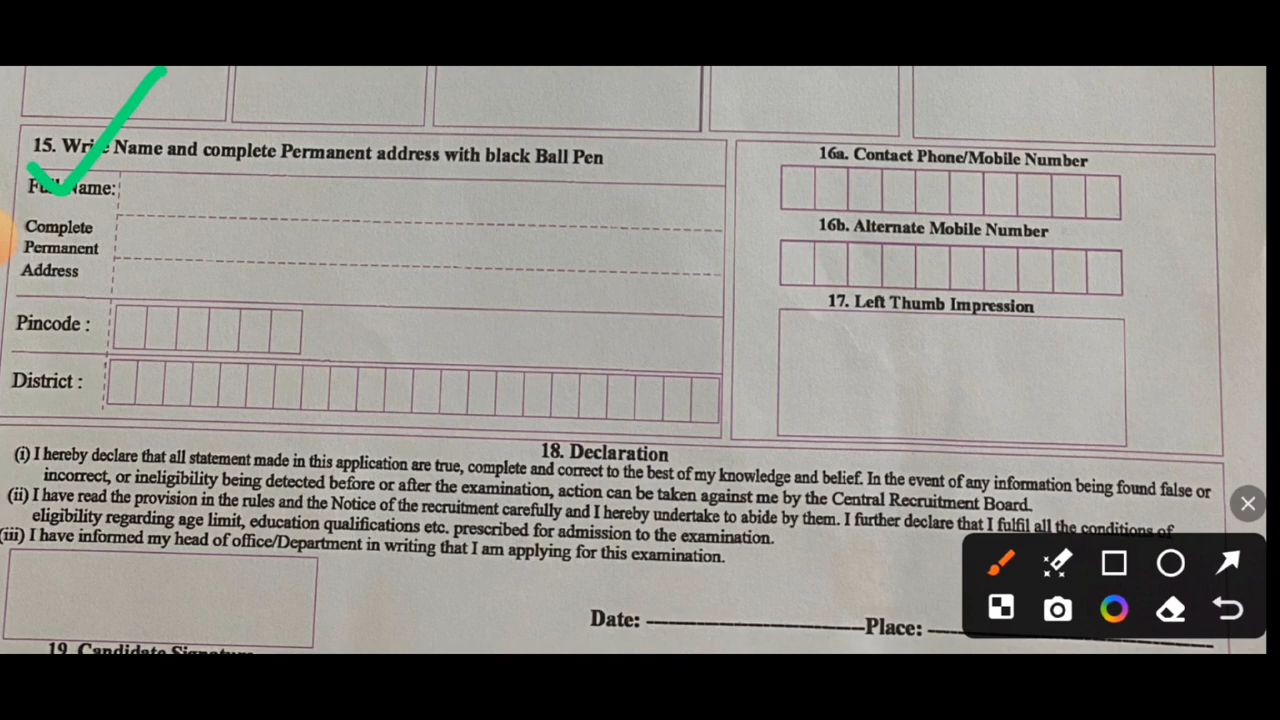 15. Write Name and complete Permanent address with black Ball Pen
Full Name:
Complete
Permanent
Address
Pincode :
District :
16a. Contact Phone/Mobile Number
16b. Alternate Mobile Number
17. Left Thumb Impression
18. Declaration
(i) I hereby declare that all statement made in this application are true, complete and correct to the best of my knowledge and belief. In the event of any information being found false or
incorrect, or ineligibility being detected before or after the examination, action can be taken against me by the Central Recruitment Board.
(ii) I have read the provision in the rules and the Notice of the recruitment carefully and I hereby undertake to abide by them. I further declare that I fulfil all the conditions of
eligibility regarding age limit, education qualifications etc. prescribed for admission to the examination.
(iii) I have informed my head of office/Department in writing that I am applying for this examination.
Date:
Place:
19. Candidate Signature